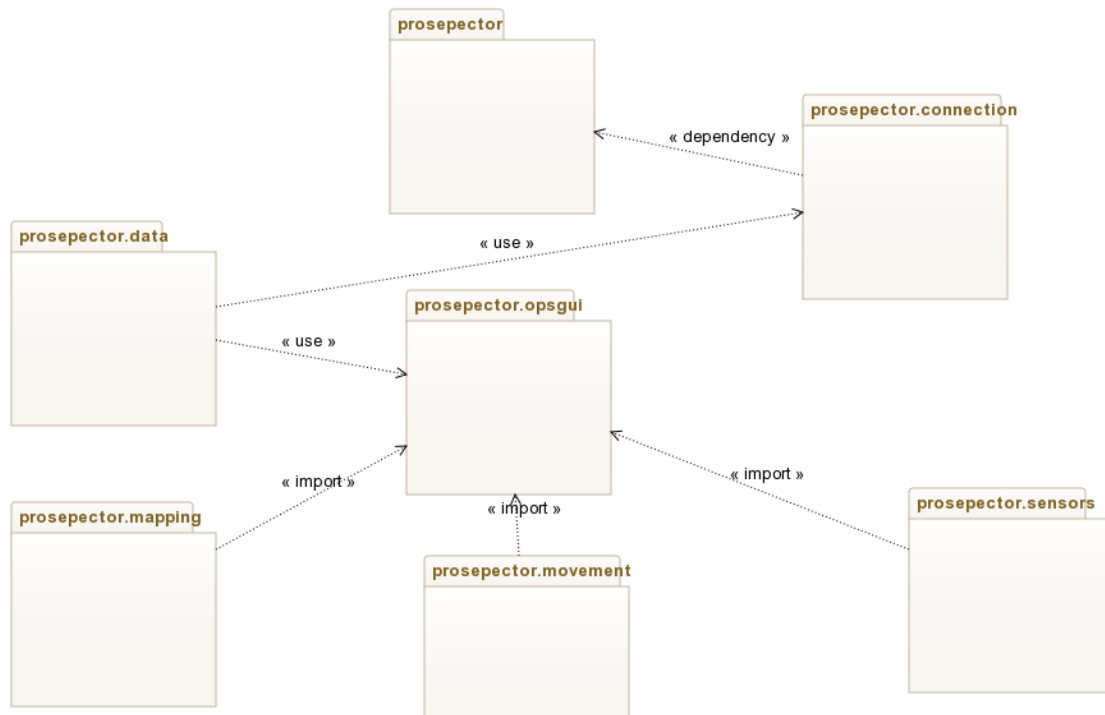 prosepector
prosepector.connection
« dependency »
prosepector.data
« use »
prosepector.opsgui
« use »
« import »
« import »
prosepector.mapping
prosepector.sensors
« import »
prosepector.movement